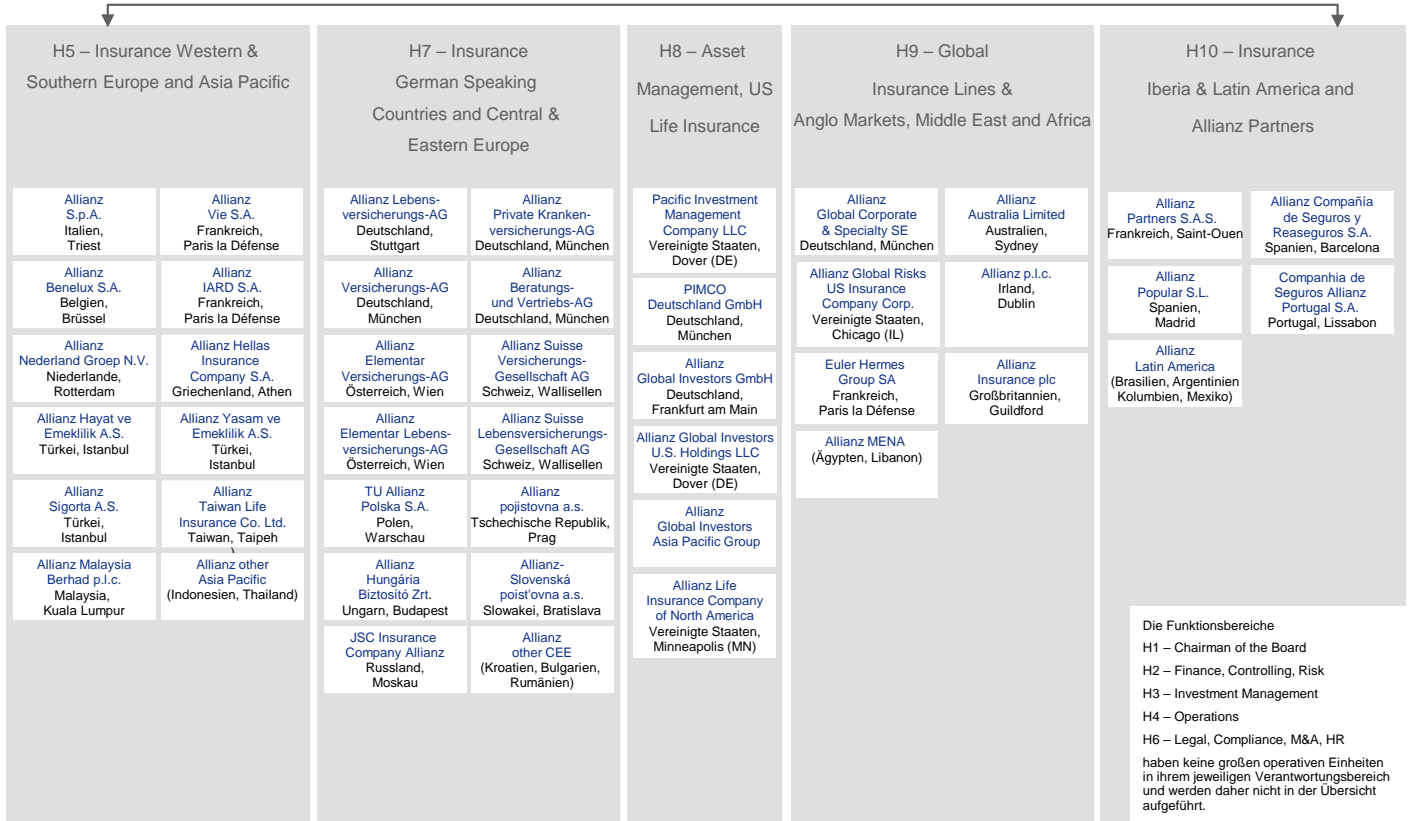 H5 – Insurance Western &
Southern Europe and Asia Pacific
Allianz
S.p.A.
Italien,
Triest
Allianz
Vie S.A.
Frankreich,
Paris la Défense
Allianz
Benelux S.A.
Belgien,
Brüssel
Allianz
IARD S.A.
Frankreich,
Paris la Défense
Allianz
Nederland Groep N.V.
Niederlande,
Rotterdam
Allianz Hellas
Insurance
Company S.A.
Griechenland, Athen
Allianz Hayat ve
Emeklilik A.S.
Türkei, Istanbul
Allianz Yasam ve
Emeklilik A.S.
Türkei,
Istanbul
Allianz
Sigorta A.S.
Türkei,
Istanbul
Allianz
Taiwan Life
Insurance Co. Ltd.
Taiwan, Taipeh
Allianz Malaysia
Berhad p.l.c.
Malaysia,
Kuala Lumpur
\
Allianz other
Asia Pacific
(Indonesien, Thailand)
H7 – Insurance
German Speaking
Countries and Central &
Eastern Europe
Allianz Lebens-
versicherungs-AG
Deutschland,
Stuttgart
Allianz
Private Kranken-
versicherungs-AG
Deutschland, München
Allianz
Versicherungs-AG
Deutschland,
München
Allianz
Beratungs-
und Vertriebs-AG
Deutschland, München
Allianz
Elementar
Versicherungs-AG
Österreich, Wien
Allianz Suisse
Versicherungs-
Gesellschaft AG
Schweiz, Wallisellen
Allianz
Elementar Lebens-
versicherungs-AG
Österreich, Wien
Allianz Suisse
Lebensversicherungs-
Gesellschaft AG
Schweiz, Wallisellen
TU Allianz
Polska S.A.
Polen,
Warschau
Allianz
pojistovna a.s.
Tschechische Republik,
Prag
Allianz
Hungária
Biztosító Zrt.
Ungarn, Budapest
Allianz-
Slovenská
poist'ovna a.s.
Slowakei, Bratislava
JSC Insurance
Company Allianz
Russland,
Moskau
Allianz
other CEE
(Kroatien, Bulgarien,
Rumänien)
H8 – Asset
Management, US
Life Insurance
Pacific Investment
Management
Company LLC
Vereinigte Staaten,
Dover (DE)
PIMCO
Deutschland GmbH
Deutschland,
München
Allianz
Global Investors GmbH
Deutschland,
Frankfurt am Main
Allianz Global Investors
U.S. Holdings LLC
Vereinigte Staaten,
Dover (DE)
Allianz
Global Investors
Asia Pacific Group
Allianz Life
Insurance Company
of North America
Vereinigte Staaten,
Minneapolis (MN)
H9 – Global
Insurance Lines &
Anglo Markets, Middle East and Africa
Allianz
Global Corporate
& Specialty SE
Deutschland, München
Allianz
Australia Limited
Australien,
Sydney
Allianz Global Risks
US Insurance
Company Corp.
Vereinigte Staaten,
Chicago (IL)
Allianz p.l.c.
Irland,
Dublin
Euler Hermes
Group SA
Frankreich,
Paris la Défense
Allianz
Insurance plc
Großbritannien,
Guildford
Allianz MENA
(Ägypten, Libanon)
H10 – Insurance
Iberia & Latin America and
Allianz Partners
Allianz
Partners S.A.S.
Frankreich, Saint-Ouen
Allianz Compañía
de Seguros y
Reaseguros S.A.
Spanien, Barcelona
Allianz
Popular S.L.
Spanien,
Madrid
Companhia de
Seguros Allianz
Portugal S.A.
Portugal, Lissabon
Allianz
Latin America
(Brasilien, Argentinien
Kolumbien, Mexiko)
Die Funktionsbereiche
H1 – Chairman of the Board
H2 – Finance, Controlling, Risk
H3 – Investment Management
H4 – Operations
H6 – Legal, Compliance, M&A, HR
haben keine großen operativen Einheiten
in ihrem jeweiligen Verantwortungsbereich
und werden daher nicht in der Übersicht
aufgeführt.